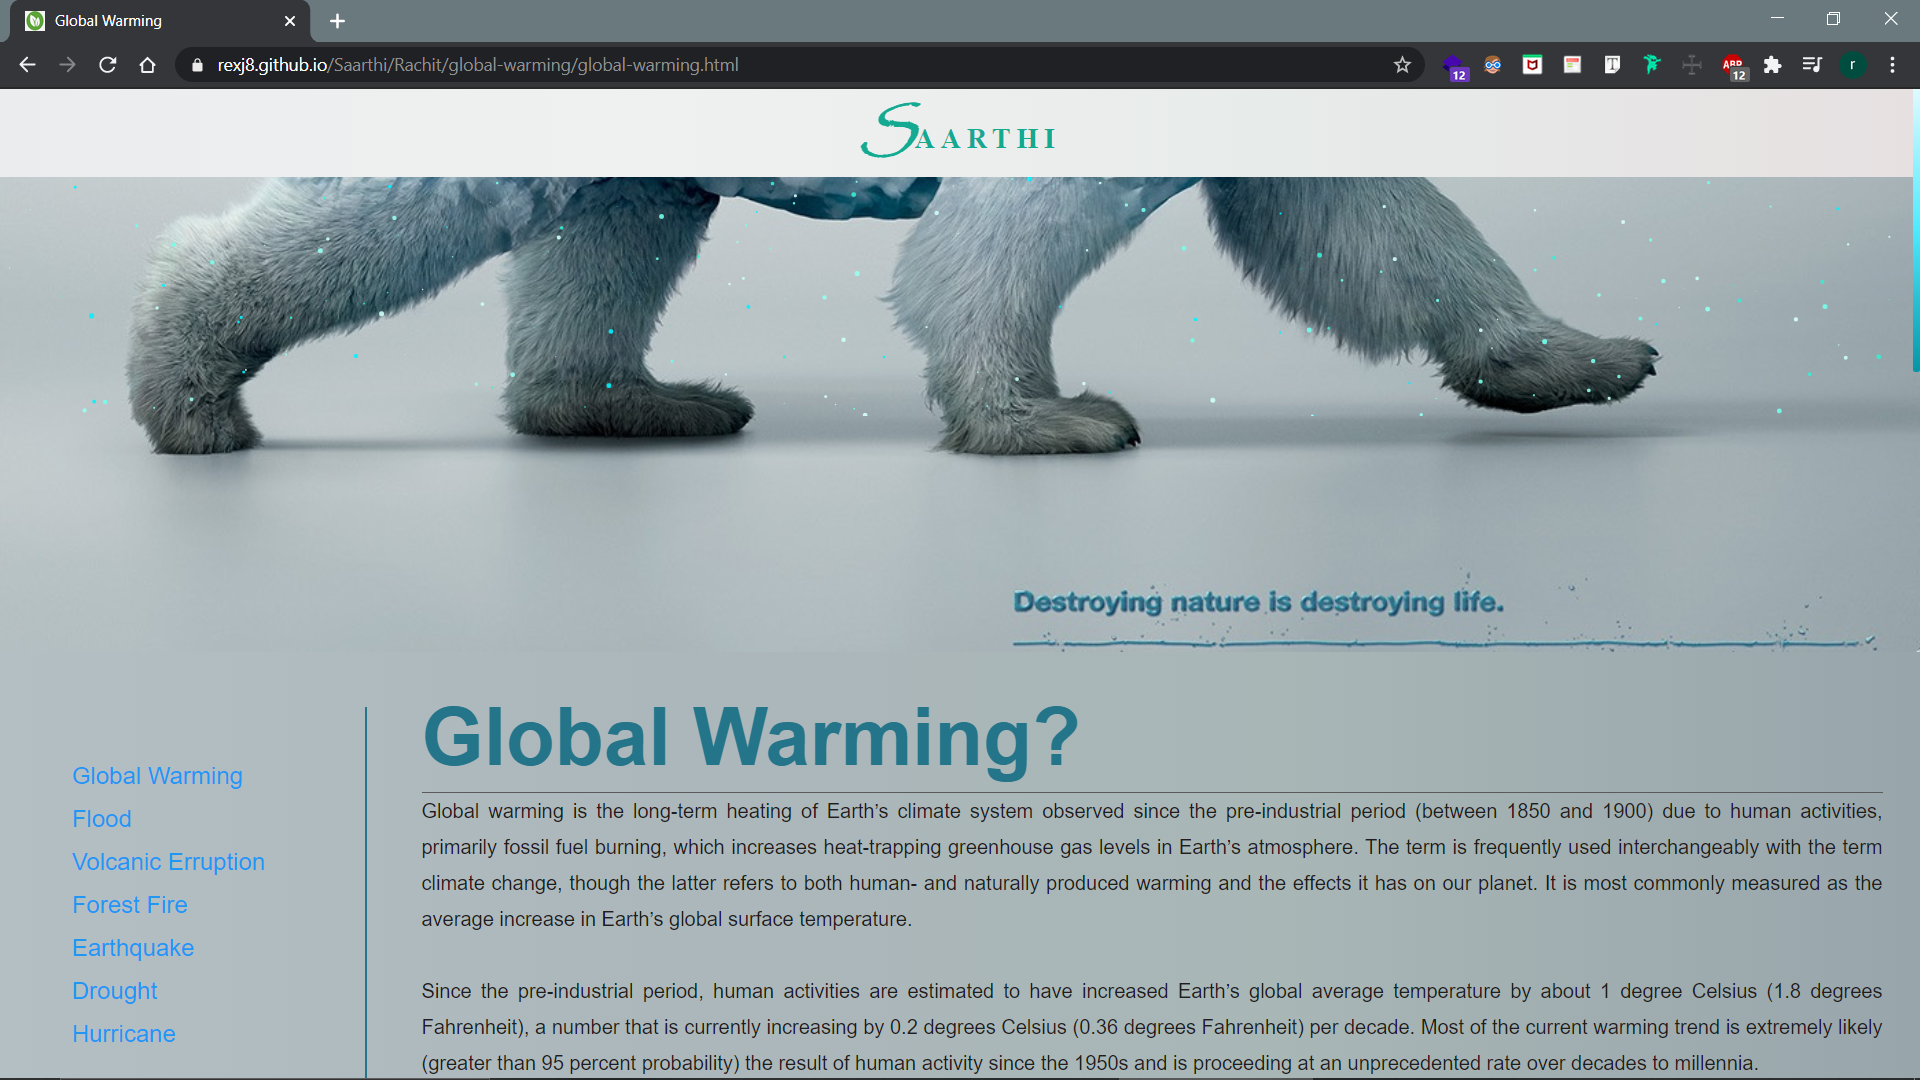 Global Warming
rexj8.github.io/Saarthi/Rachit/global-warming/global-warming.html
12
ABP
12
r
SAARTHI
Destroying nature is destroying life.
Global Warming?
Global Warming
Flood
Volcanic Erruption
Forest Fire
Earthquake
Drought
Hurricane
Global warming is the long-term heating of Earth’s climate system observed since the pre-industrial period (between 1850 and 1900) due to human activities,
primarily fossil fuel burning, which increases heat-trapping greenhouse gas levels in Earth’s atmosphere. The term is frequently used interchangeably with the term
climate change, though the latter refers to both human- and naturally produced warming and the effects it has on our planet. It is most commonly measured as the
average increase in Earth’s global surface temperature.
Since the pre-industrial period, human activities are estimated to have increased Earth’s global average temperature by about 1 degree Celsius (1.8 degrees
Fahrenheit), a number that is currently increasing by 0.2 degrees Celsius (0.36 degrees Fahrenheit) per decade. Most of the current warming trend is extremely likely
(greater than 95 percent probability) the result of human activity since the 1950s and is proceeding at an unprecedented rate over decades to millennia.